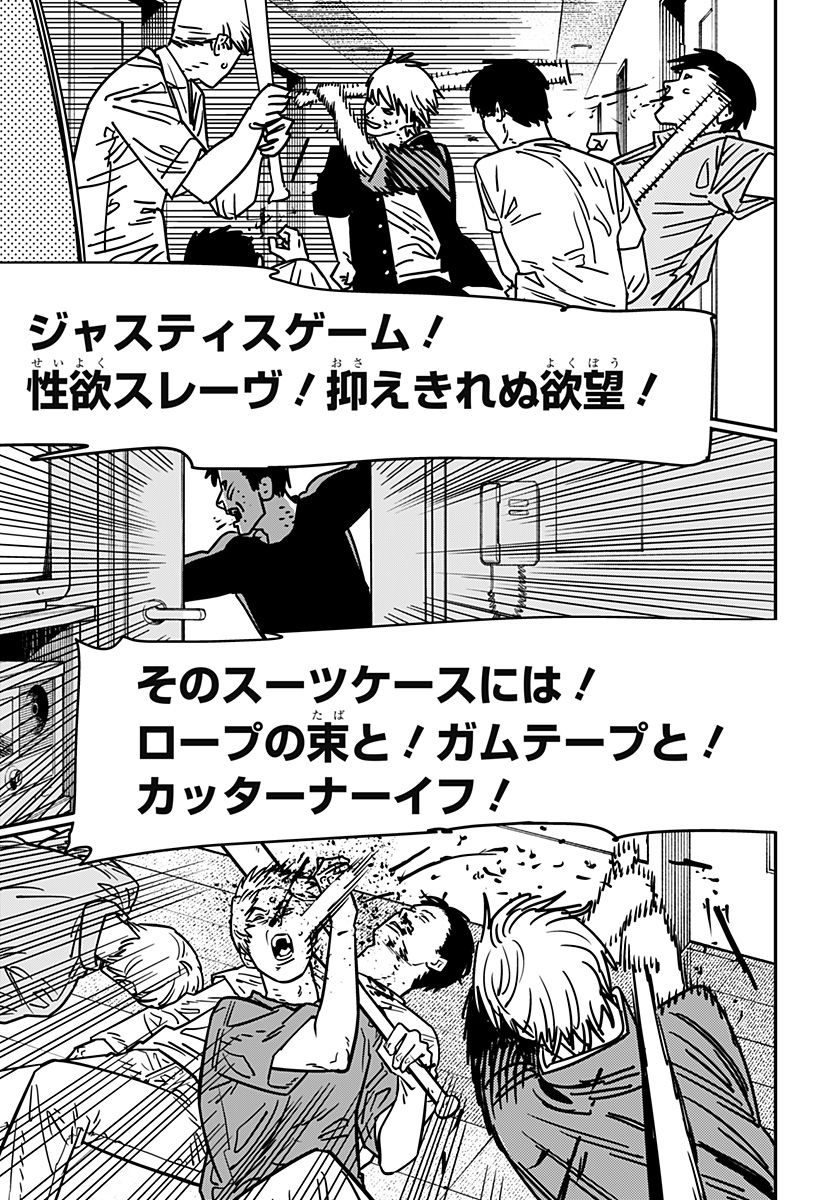 ジャスティスゲーム！
性欲スレーヴ！抑えきれぬ欲望！
そのスーツケースには！
ロープの束と！ガムテープと！
カッターナーイフ！